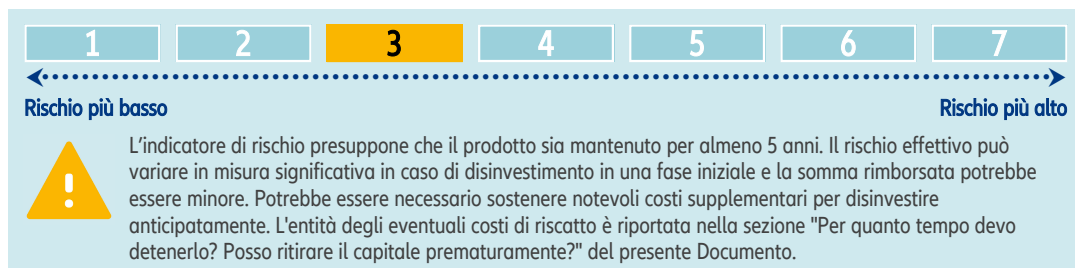 1 2 3 4 5 6 7
Rischio più basso Rischio più alto
L'indicatore di rischio presuppone che il prodotto sia mantenuto per almeno 5 anni. Il rischio effettivo può
variare in misura significativa in caso di disinvestimento in una fase iniziale e la somma rimborsata potrebbe
essere minore. Potrebbe essere necessario sostenere notevoli costi supplementari per disinvestire
anticipatamente. L'entità degli eventuali costi di riscatto è riportata nella sezione "Per quanto tempo devo
detenerlo? Posso ritirare il capitale prematuramente?" del presente Documento.